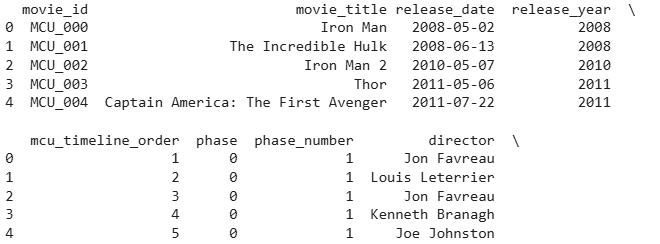 movie_id movie_title release_date release_year \
0 MCU_000 Iron Man 2008-05-02 2008
1 MCU_001 The Incredible Hulk 2008-06-13 2008
2 MCU_002 Iron Man 2 2010-05-07 2010
3 MCU_003 Thor 2011-05-06 2011
4 MCU_004 Captain America: The First Avenger 2011-07-22 2011
mcu_timeline_order phase phase_number director \
0 1 0 1 Jon Favreau
1 2 0 1 Louis Leterrier
2 3 0 1 Jon Favreau
3 4 0 1 Kenneth Branagh
4 5 0 1 Joe Johnston